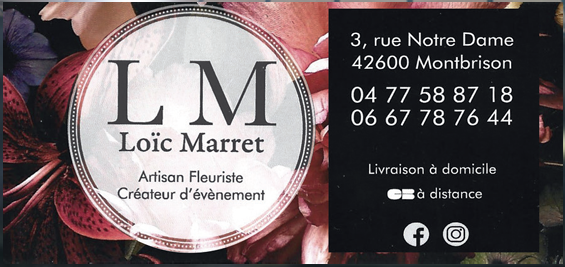 L M
Loïc Marret
Artisan Fleuriste
Créateur d'évènement
3, rue Notre Dame
42600 Montbrison
04 77 58 87 18
06 67 78 76 44
Livraison à domicile
CB à distance